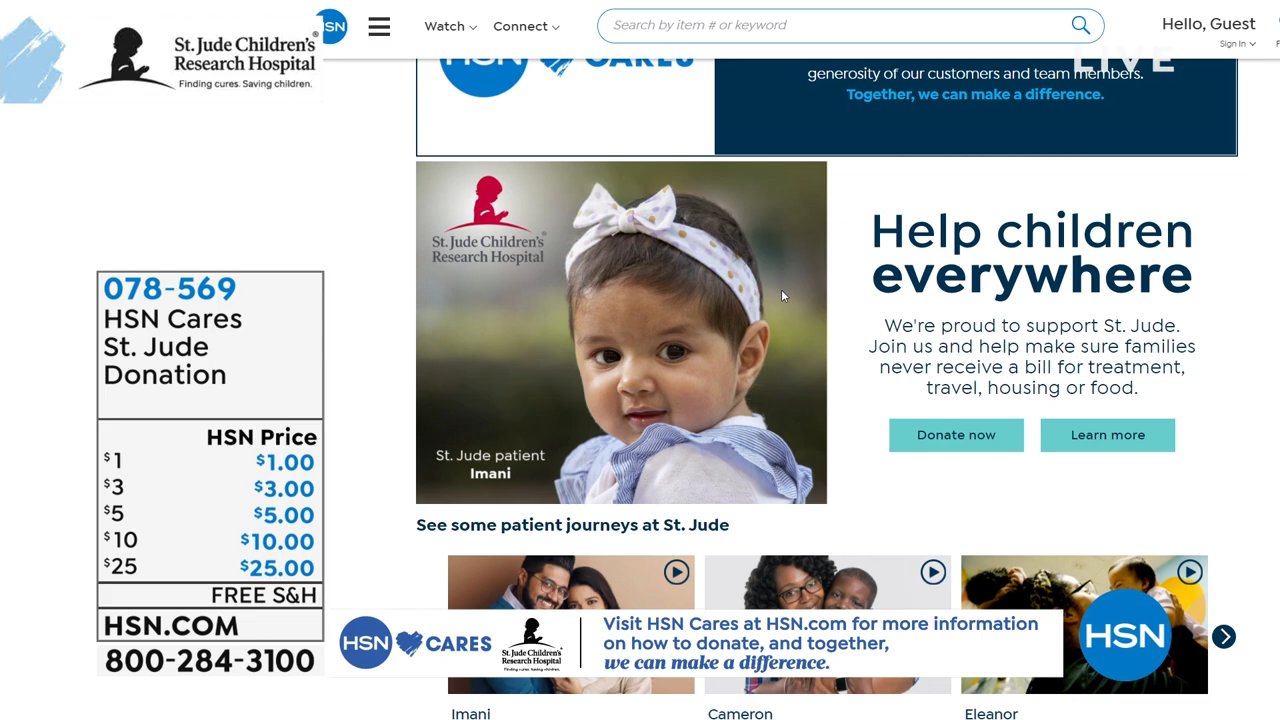 St. Jude Children's®
Research Hospital
Finding cures. Saving children.
SN
Watch
Connect
Search by item # or keyword
Hello, Guest
Sign In
LIVE
HSN CARES
generosity of our customers and team members.
Together, we can make a difference.
St. Jude Children's®
Research Hospital
St. Jude patient
Imani
Help children
everywhere
We're proud to support St. Jude.
Join us and help make sure families
never receive a bill for treatment,
travel, housing or food.
Donate now
Learn more
078-569
HSN Cares
St. Jude
Donation
HSN Price
$1 $1.00
$3 $3.00
$5 $5.00
$10 $10.00
$25 $25.00
FREE S&H
HSN.COM
800-284-3100
See some patient journeys at St. Jude
HSN CARES
St. Jude Children's
Research Hospital
Finding cures. Saving children.
Visit HSN Cares at HSN.com for more information
on how to donate, and together,
we can make a difference.
HSN
Imani
Cameron
Eleanor